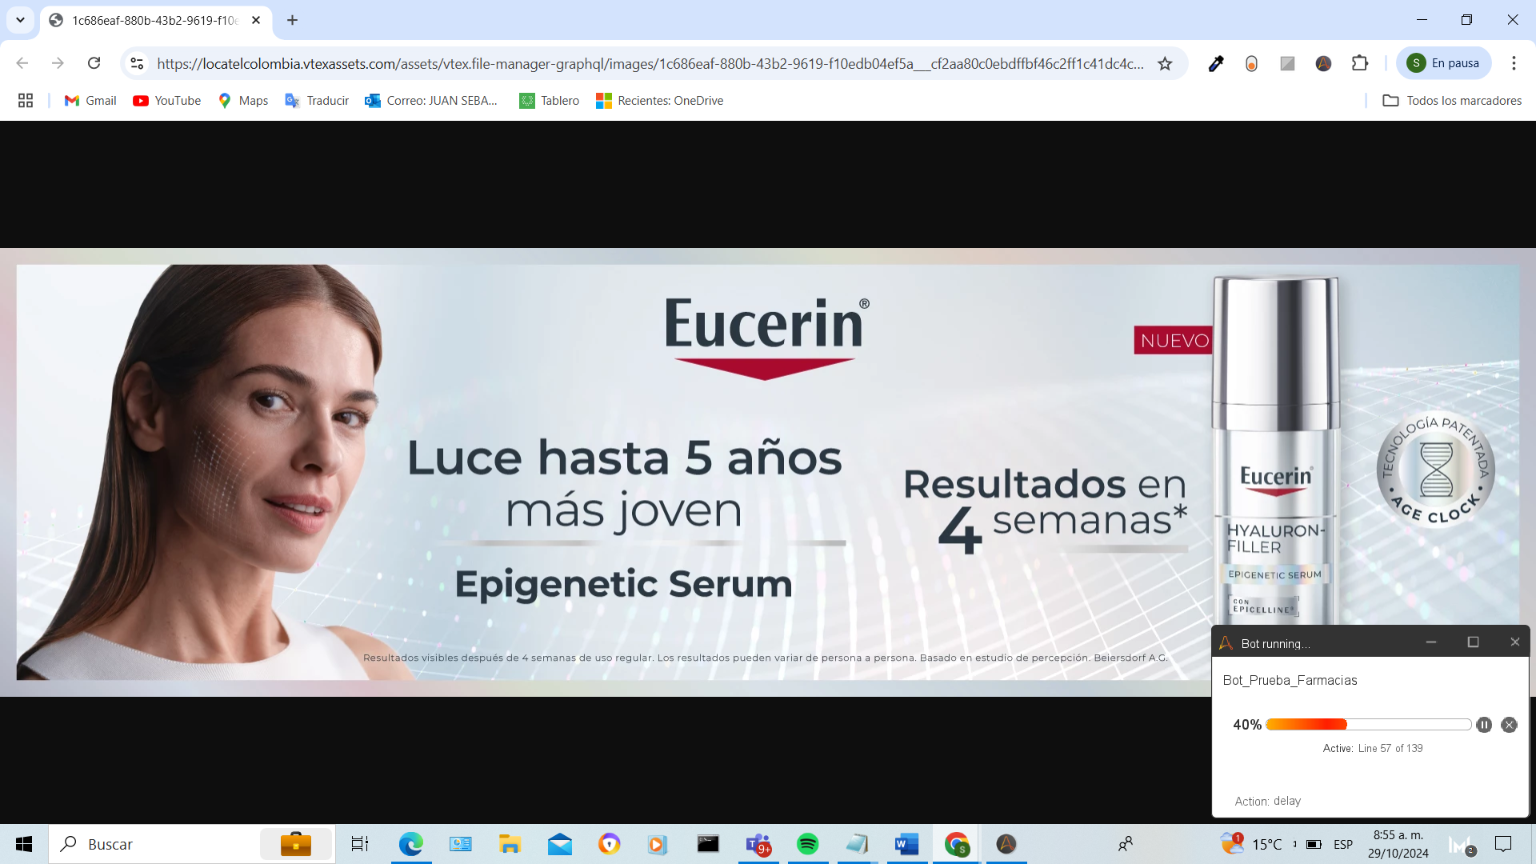 1c686eaf-880b-43b2-9619-f10e
https://locatelcolombia.vtexassets.com/assets/vtex.file-manager-graphql/images/1c686eaf-880b-43b2-9619-f10edb04ef5a___cf2aa80c0ebdffbf46c2ff1c41dc4c...
S En pausa
Gmail
YouTube
Maps
Traducir
Correo: JUAN SEBA...
Tablero
Recientes: OneDrive
Todos los marcadores
Eucerin®
NUEVO
Luce hasta 5 años
más joven
Epigenetic Serum
Resultados en
4 semanas*
Eucerin
HYALURON-
FILLER
EPIGENETIC SERUM
CON
EPICELLINE®
TECNOLOGÍA PATENTADA
• AGE CLOCK •
Resultados visibles después de 4 semanas de uso regular. Los resultados pueden variar de persona a persona. Basado en estudio de percepción. Beiersdorf A.G.
Bot running...
Bot_Prueba_Farmacias
40%
Active: Line 57 of 139
Action: delay
Buscar
9+
1
15°C
ESP
8:55 a. m.
29/10/2024
2